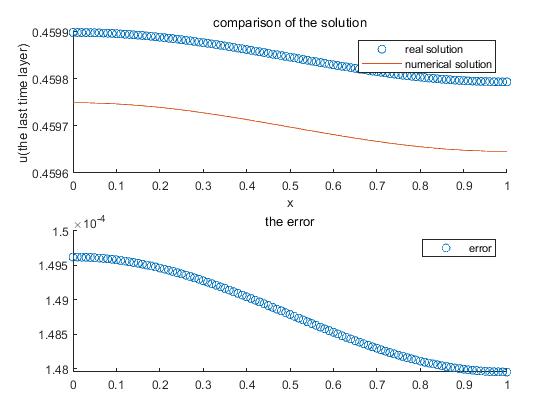 comparison of the solution
0.4599
0.4598
0.4597
0.4596
u(the last time layer)
real solution
numerical solution
0 0.1 0.2 0.3 0.4 0.5 0.6 0.7 0.8 0.9 1
x
the error
×10-4
1.5
1.495
1.49
1.485
1.48
error
0 0.1 0.2 0.3 0.4 0.5 0.6 0.7 0.8 0.9 1